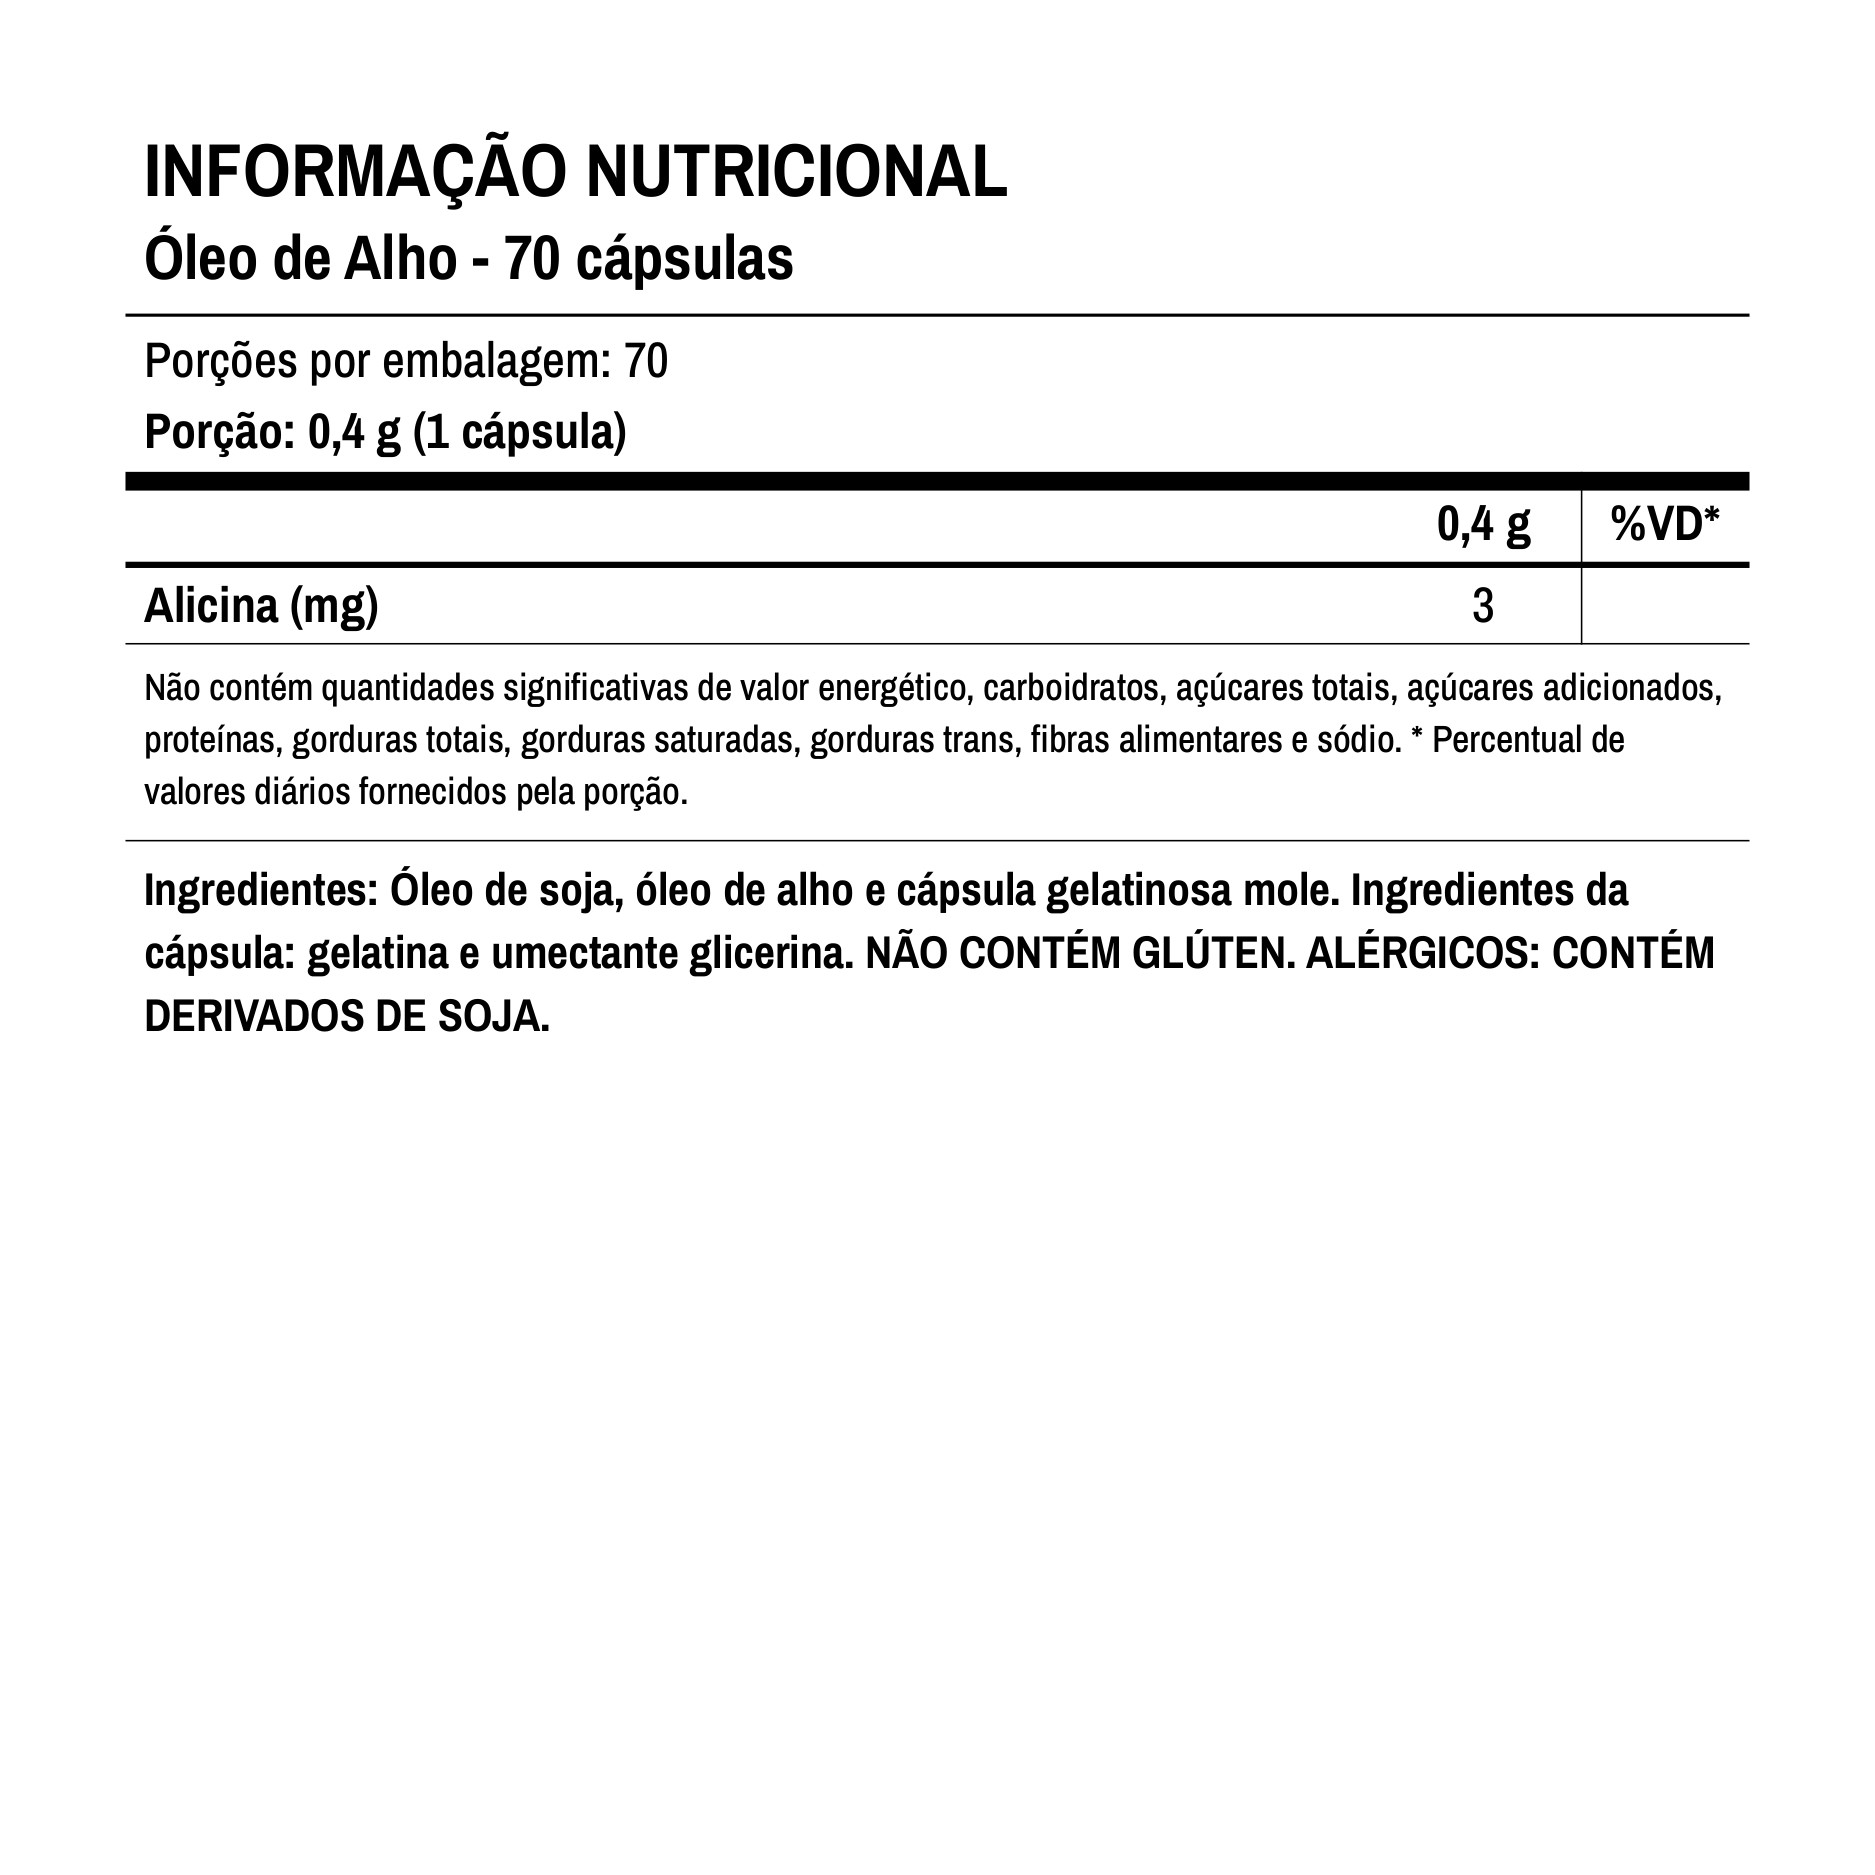 INFORMAÇÃO NUTRICIONAL
Óleo de Alho - 70 cápsulas
Porções por embalagem: 70
Porção: 0,4 g (1 cápsula)
0,4 g %VD*
Alicina (mg) 3
Não contém quantidades significativas de valor energético, carboidratos, açúcares totais, açúcares adicionados,
proteínas, gorduras totais, gorduras saturadas, gorduras trans, fibras alimentares e sódio. * Percentual de
valores diários fornecidos pela porção.
Ingredientes: Óleo de soja, óleo de alho e cápsula gelatinosa mole. Ingredientes da
cápsula: gelatina e umectante glicerina. NÃO CONTÉM GLÚTEN. ALÉRGICOS: CONTÉM
DERIVADOS DE SOJA.